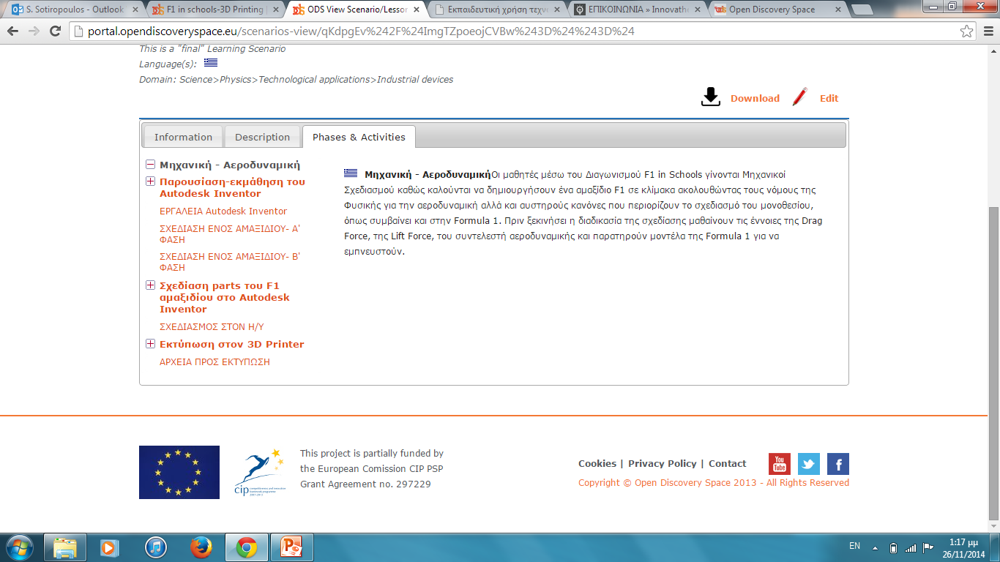 S. Sotiropoulos - Outlook
F1 in schools-3D Printing |
ODS View Scenario/Lesson
Εκπαιδευτική χρήση τεχνο
ΕΠΙΚΟΙΝΩΝΙΑ » Innovathe
Open Discovery Space
portal.opendiscoveryspace.eu/scenarios-view/qKdpgEv%242F%24ImgTZpoeojCVBw%243D%24%243D%24
This is a "final" Learning Scenario
Language(s):
Domain: Science>Physics>Technological applications>Industrial devices
Download
Edit
Information
Description
Phases & Activities
Μηχανική - Αεροδυναμική
Παρουσίαση-εκμάθηση του
Autodesk Inventor
ΕΡΓΑΛΕΙΑ Autodesk Inventor
ΣΧΕΔΙΑΣΗ ΕΝΟΣ ΑΜΑΞΙΔΙΟΥ- Α'
ΦΑΣΗ
ΣΧΕΔΙΑΣΗ ΕΝΟΣ ΑΜΑΞΙΔΙΟΥ- Β'
ΦΑΣΗ
Σχεδίαση parts του F1
αμαξιδίου στο Autodesk
Inventor
ΣΧΕΔΙΑΣΜΟΣ ΣΤΟΝ Η/Υ
Εκτύπωση στον 3D Printer
ΑΡΧΕΙΑ ΠΡΟΣ ΕΚΤΥΠΩΣΗ
Μηχανική - ΑεροδυναμικήΟι μαθητές μέσω του Διαγωνισμού F1 in Schools γίνονται Μηχανικοί
Σχεδιασμού καθώς καλούνται να δημιουργήσουν ένα αμαξίδιο F1 σε κλίμακα ακολουθώντας τους νόμους της
Φυσικής για την αεροδυναμική αλλά και αυστηρούς κανόνες που περιορίζουν το σχεδιασμό του μονοθεσίου,
όπως συμβαίνει και στην Formula 1. Πριν ξεκινήσει η διαδικασία της σχεδίασης μαθαίνουν τις έννοιες της Drag
Force, της Lift Force, του συντελεστή αεροδυναμικής και παρατηρούν μοντέλα της Formula 1 για να
εμπνευστούν.
cip
This project is partially funded by
the European Comission CIP PSP
Grant Agreement no. 297229
Cookies | Privacy Policy | Contact
You
Tube
Copyright © Open Discovery Space 2013 - All Rights Reserved
EN
1:17 μμ
26/11/2014